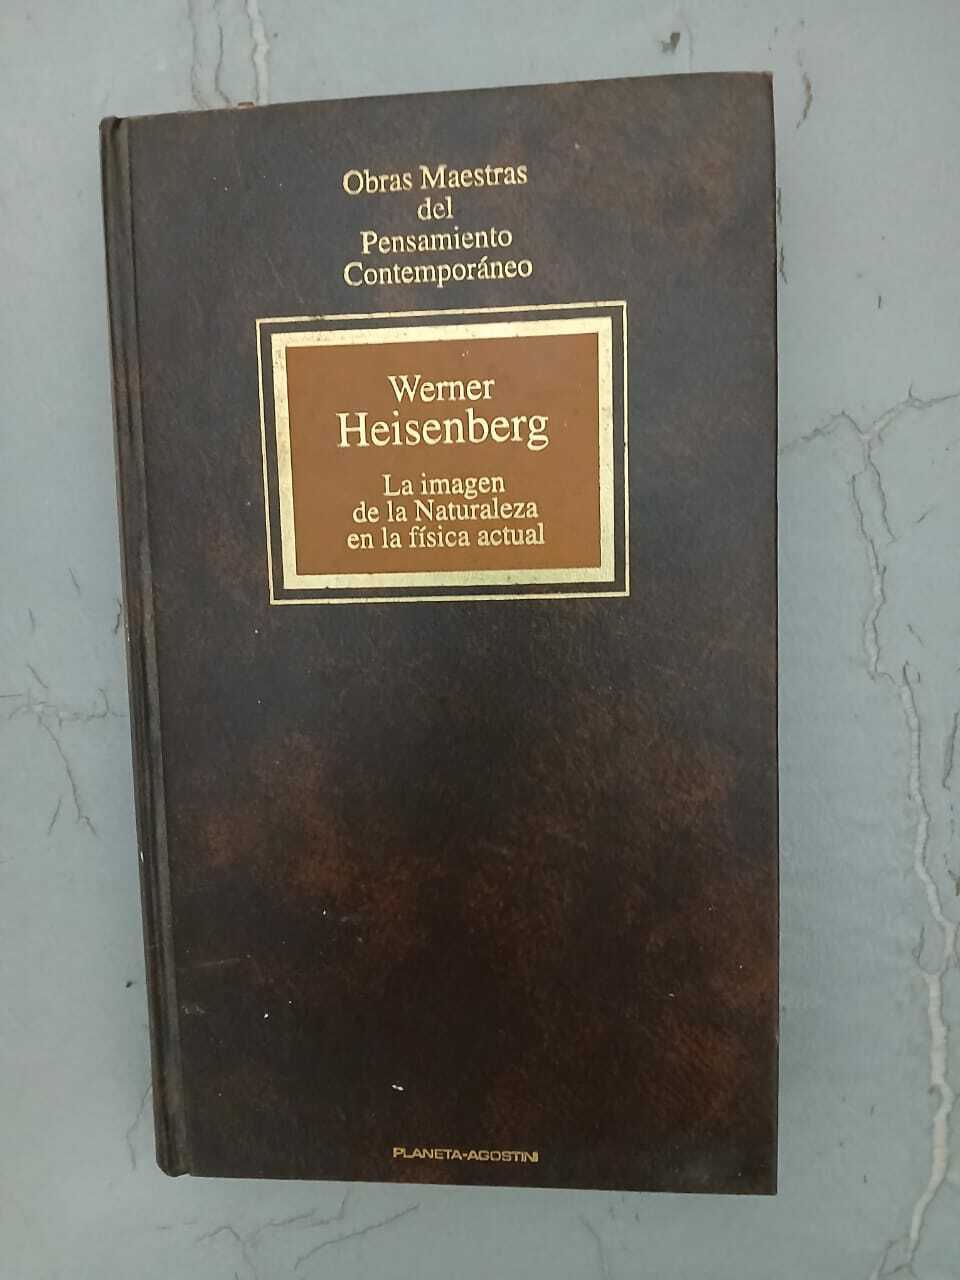 Obras Maestras
del
Pensamiento
Contemporáneo
Werner
Heisenberg
La imagen
de la Naturaleza
en la física actual
PLANETA-AGOSTINI